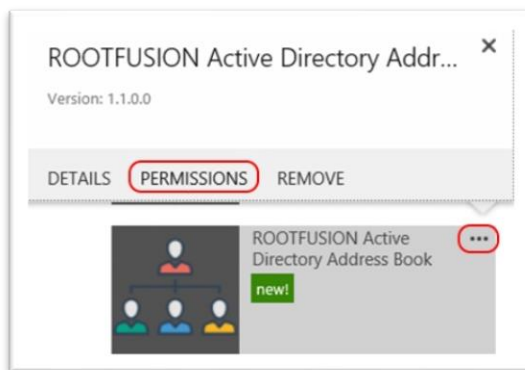 ROOTFUSION Active Directory Addr... ×
Version: 1.1.0.0
DETAILS PERMISSIONS REMOVE
ROOTFUSION Active ...
Directory Address Book
new!